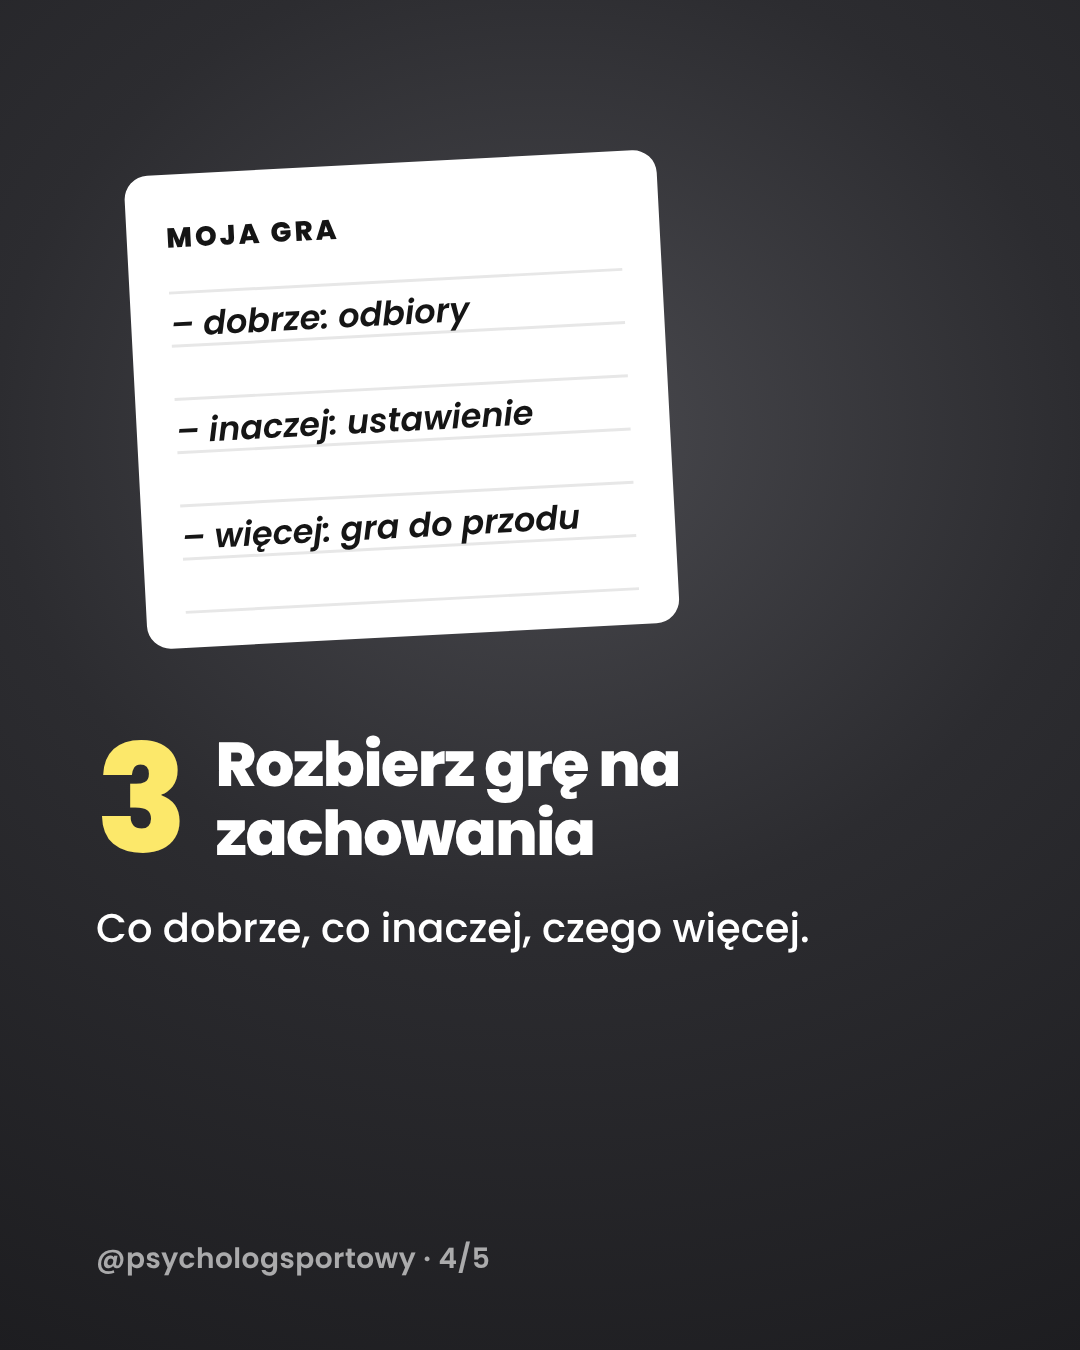 MOJA GRA
– dobrze: odbiory
– inaczej: ustawienie
– więcej: gra do przodu
3
Rozbierz grę na
zachowania
Co dobrze, co inaczej, czego więcej.
@psychologsportowy · 4/5